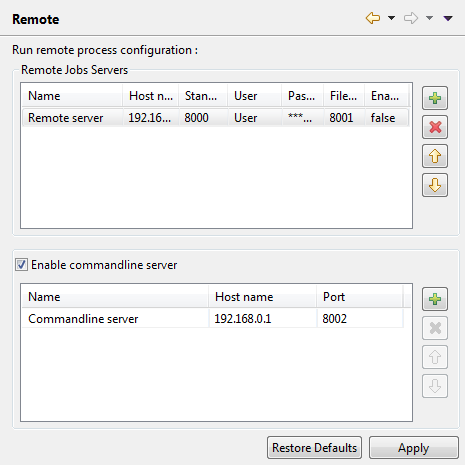 Remote
Run remote process configuration :
Remote Jobs Servers
Name Host n... Stan... User Pas... File... Ena...
Remote server 192.16... 8000 User ***... 8001 false
Enable commandline server
Name Host name Port
Commandline server 192.168.0.1 8002
Restore Defaults Apply